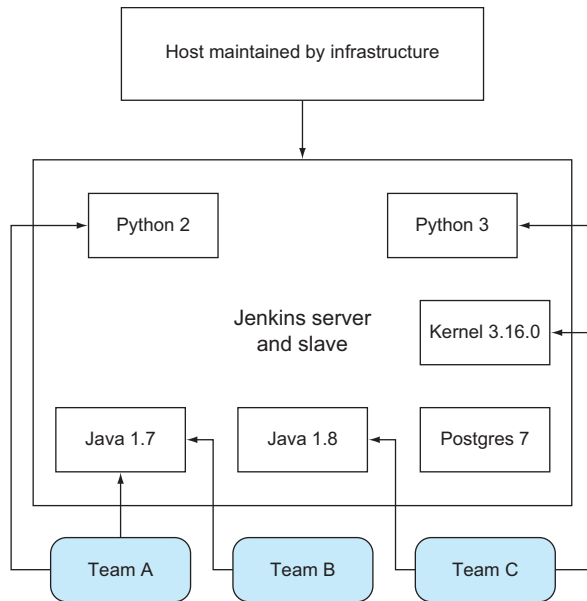 Host maintained by infrastructure
Python 2
Python 3
Jenkins server
and slave
Kernel 3.16.0
Java 1.7
Java 1.8
Postgres 7
Team A
Team B
Team C